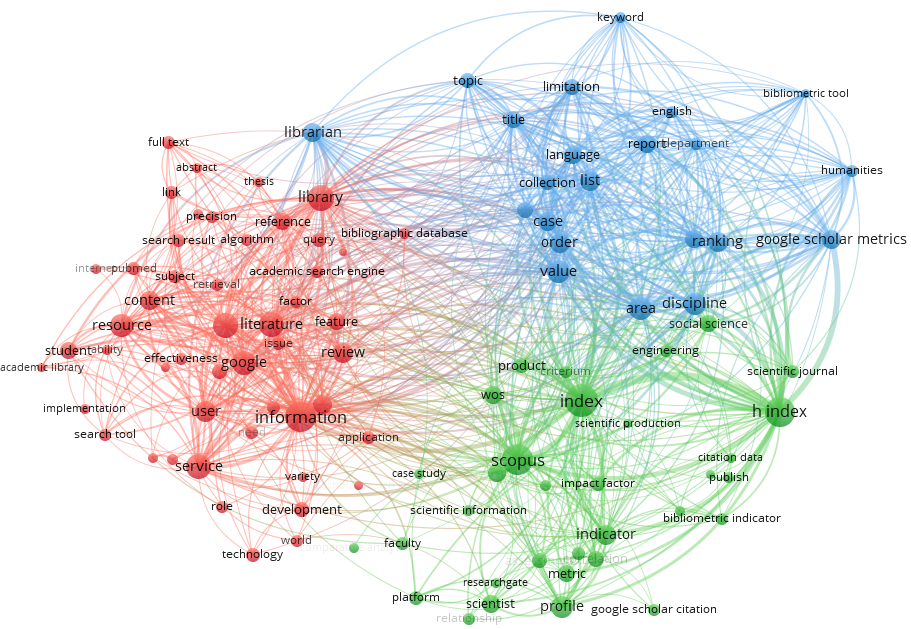 keyword
topic
limitation
bibliometric tool
english
title
librarian
full text
report
department
language
abstract
humanities
thesis
collection
list
link
library
precision
reference
case
bibliographic database
search result
algorithm
query
order
ranking
google scholar metrics
pubmed
subject
academic search engine
value
retrieval
content
factor
area
discipline
resource
literature
feature
social science
issue
student
review
engineering
effectiveness
google
academic library
product
criterium
scientific journal
wos
index
implementation
user
information
h index
need
scientific production
search tool
application
service
scopus
citation data
variety
case study
impact factor
publish
role
development
scientific information
bibliometric indicator
indicator
world
faculty
technology
correlation
metric
researchgate
platform
scientist
profile
google scholar citation
relationship